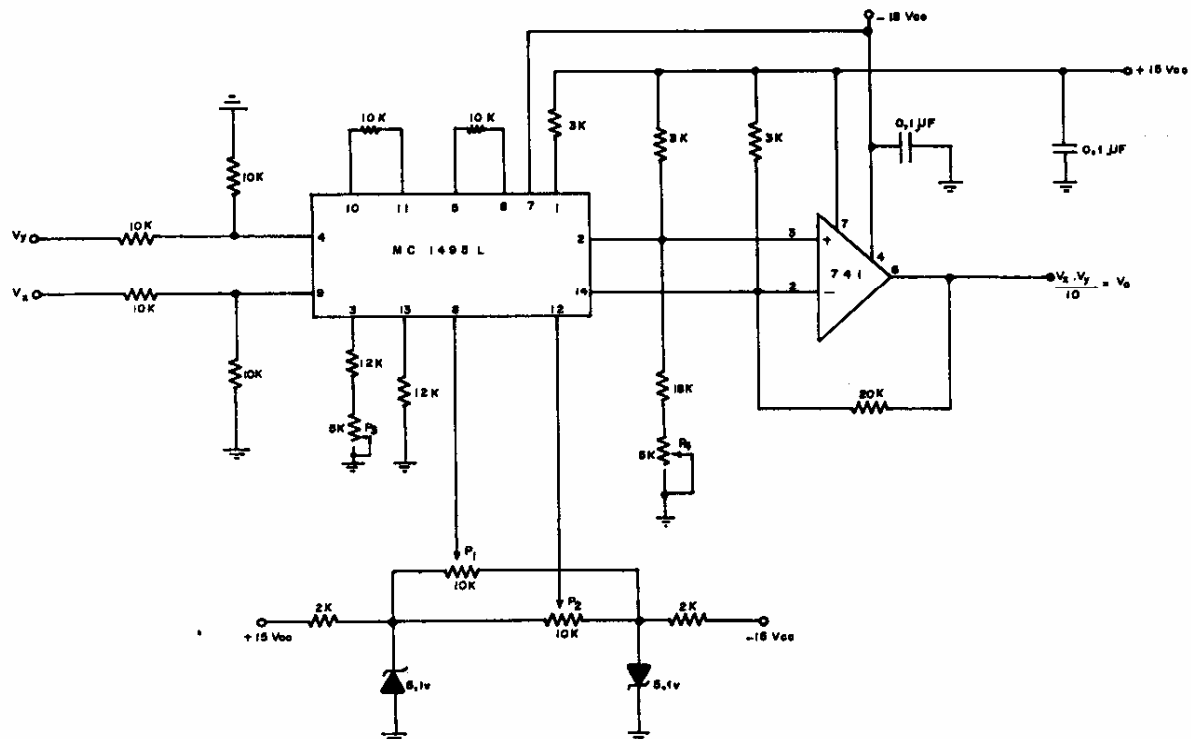 – 15 Vcc
+ 15 Vcc
10K
10K
3K
3K
3K
0,1 µF
0,1 µF
10K
10 11 5 6 7 1
Vy
10K
4
MC 1495 L
2
3
+
7
4
741
6
Vx . Vy
10
= Vo
Vx
10K
9
14
2
–
3 13 8 12
10K
12K
12K
5K
P3
18K
20K
5K
P4
P1
10K
2K
P2
10K
2K
+ 15 Vcc
– 15 Vcc
5,1v
5,1v